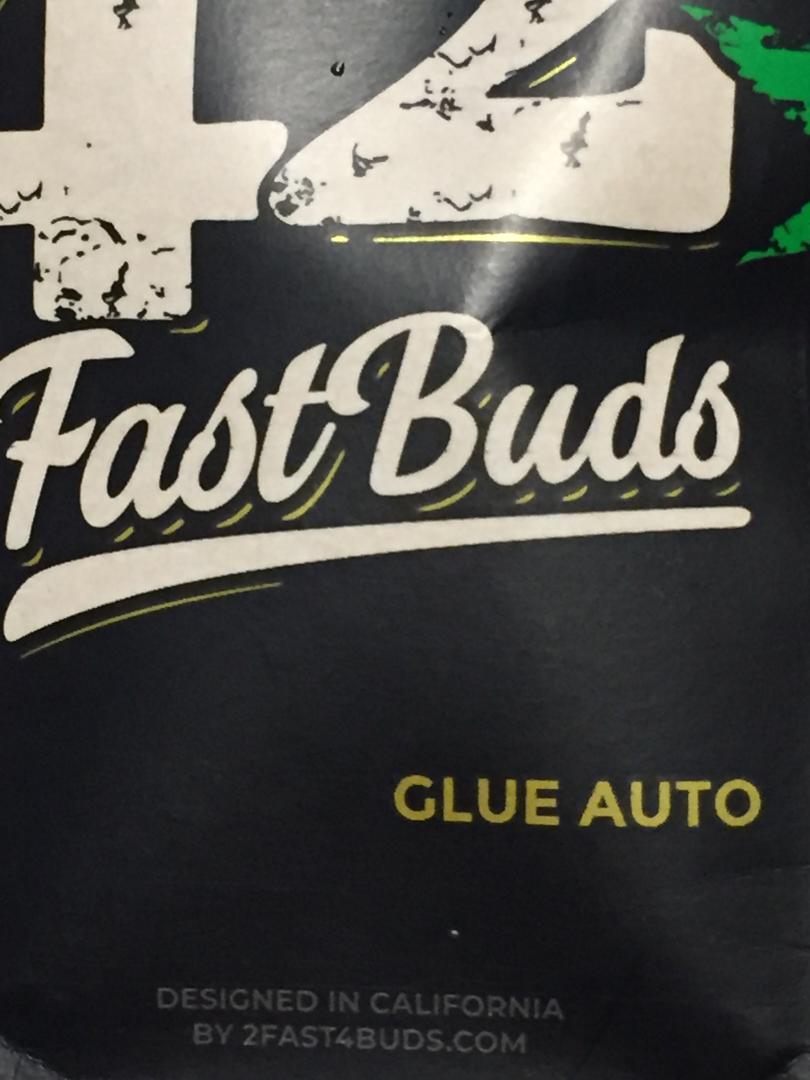 42
FastBuds
GLUE AUTO
DESIGNED IN CALIFORNIA
BY 2FAST4BUDS.COM